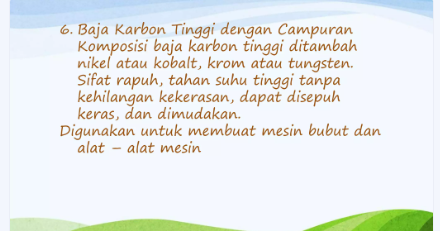 6. Baja Karbon Tinggi dengan Campuran
Komposisi baja karbon tinggi ditambah
nikel atau kobalt, krom atau tungsten.
Sifat rapuh, tahan suhu tinggi tanpa
kehilangan kekerasan, dapat disepuh
keras, dan dimudakan.
Digunakan untuk membuat mesin bubut dan
alat – alat mesin